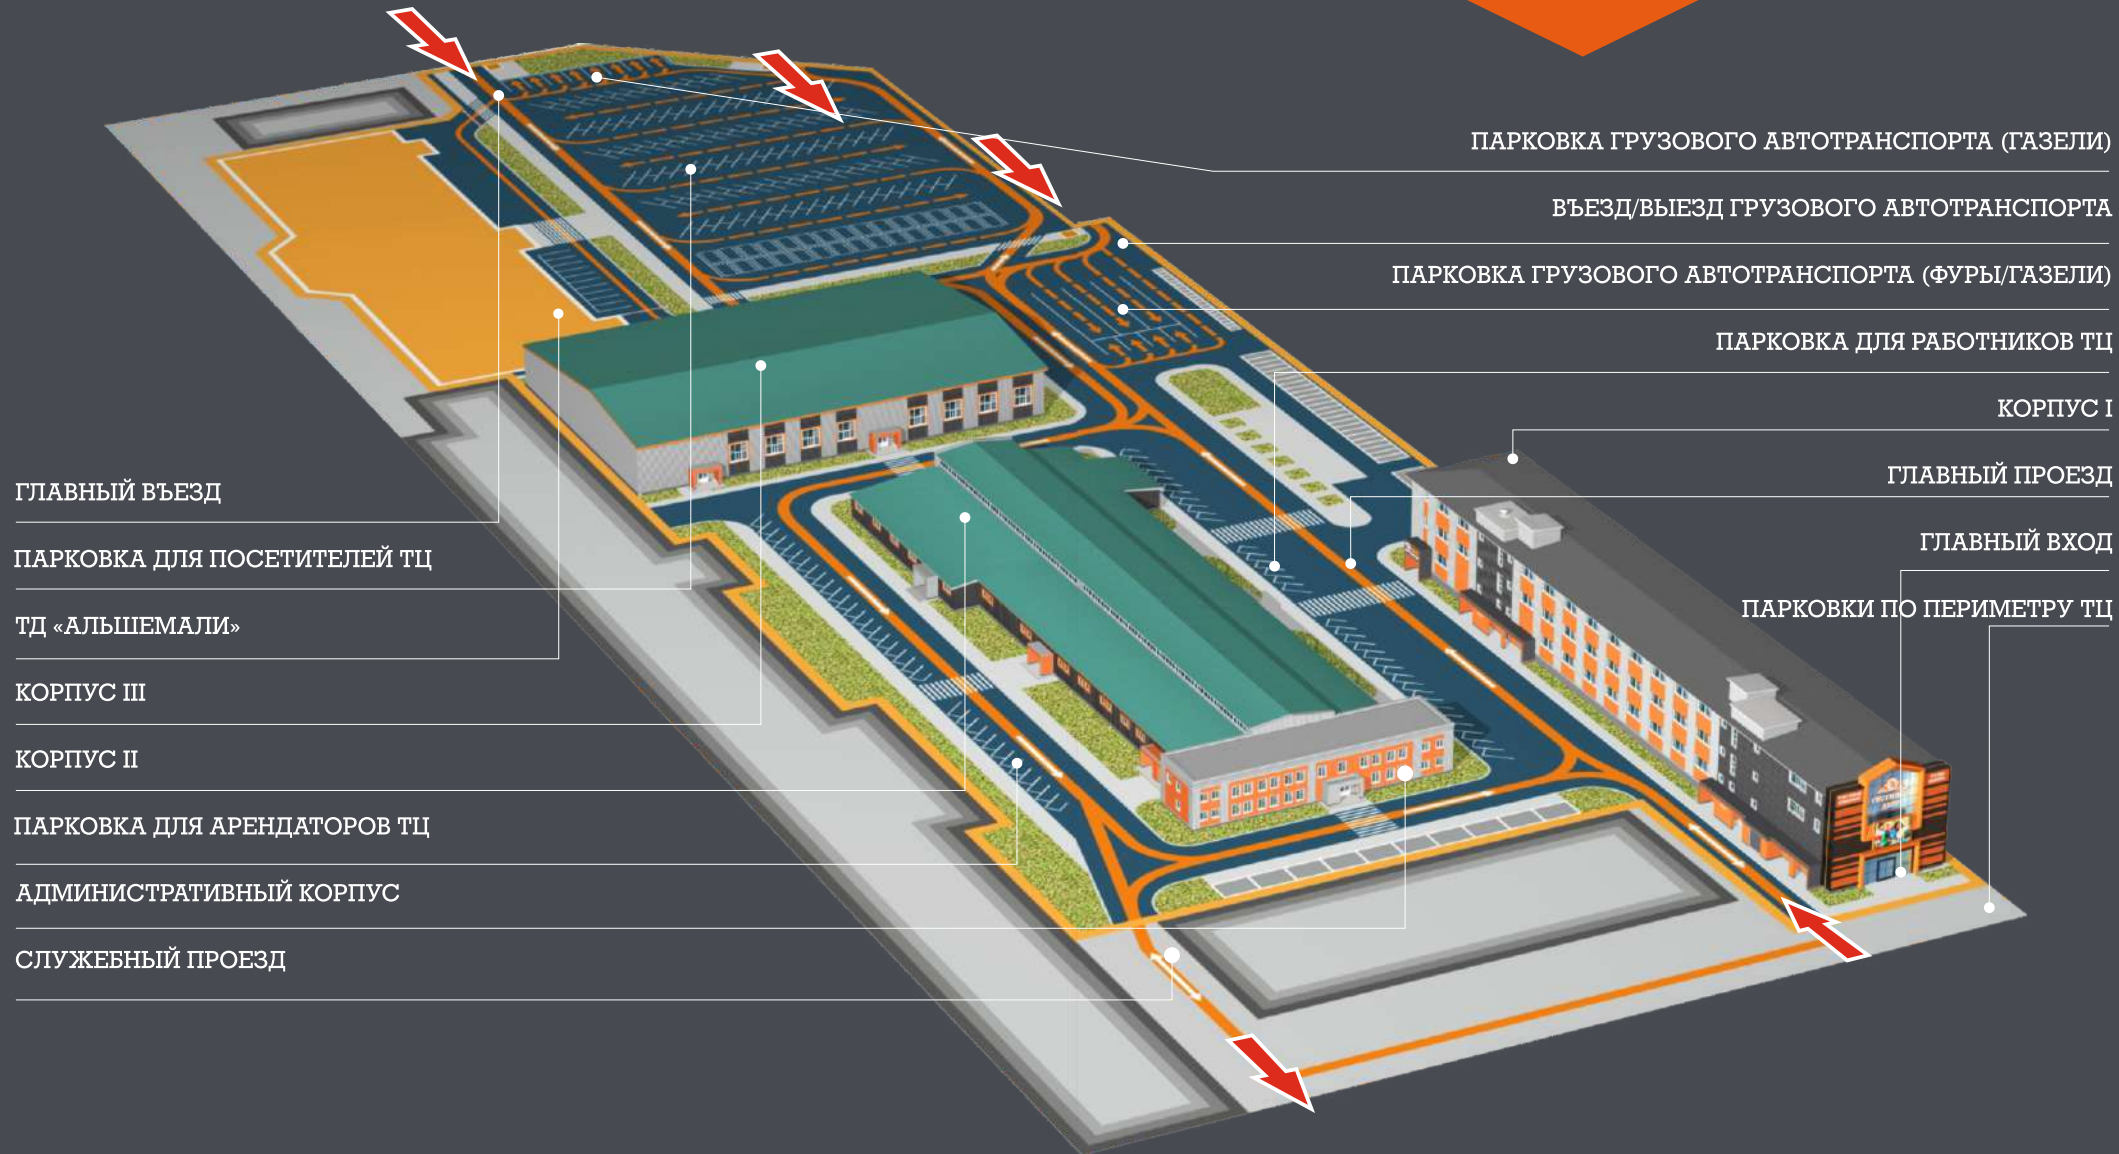 ПАРКОВКА ГРУЗОВОГО АВТОТРАНСПОРТА (ГАЗЕЛИ)
ВЪЕЗД/ВЫЕЗД ГРУЗОВОГО АВТОТРАНСПОРТА
ПАРКОВКА ГРУЗОВОГО АВТОТРАНСПОРТА (ФУРЫ/ГАЗЕЛИ)
ПАРКОВКА ДЛЯ РАБОТНИКОВ ТЦ
КОРПУС I
ГЛАВНЫЙ ПРОЕЗД
ГЛАВНЫЙ ВХОД
ПАРКОВКИ ПО ПЕРИМЕТРУ ТЦ
ГЛАВНЫЙ ВЪЕЗД
ПАРКОВКА ДЛЯ ПОСЕТИТЕЛЕЙ ТЦ
ТД «АЛЬШЕМАЛИ»
КОРПУС III
КОРПУС II
ПАРКОВКА ДЛЯ АРЕНДАТОРОВ ТЦ
АДМИНИСТРАТИВНЫЙ КОРПУС
СЛУЖЕБНЫЙ ПРОЕЗД